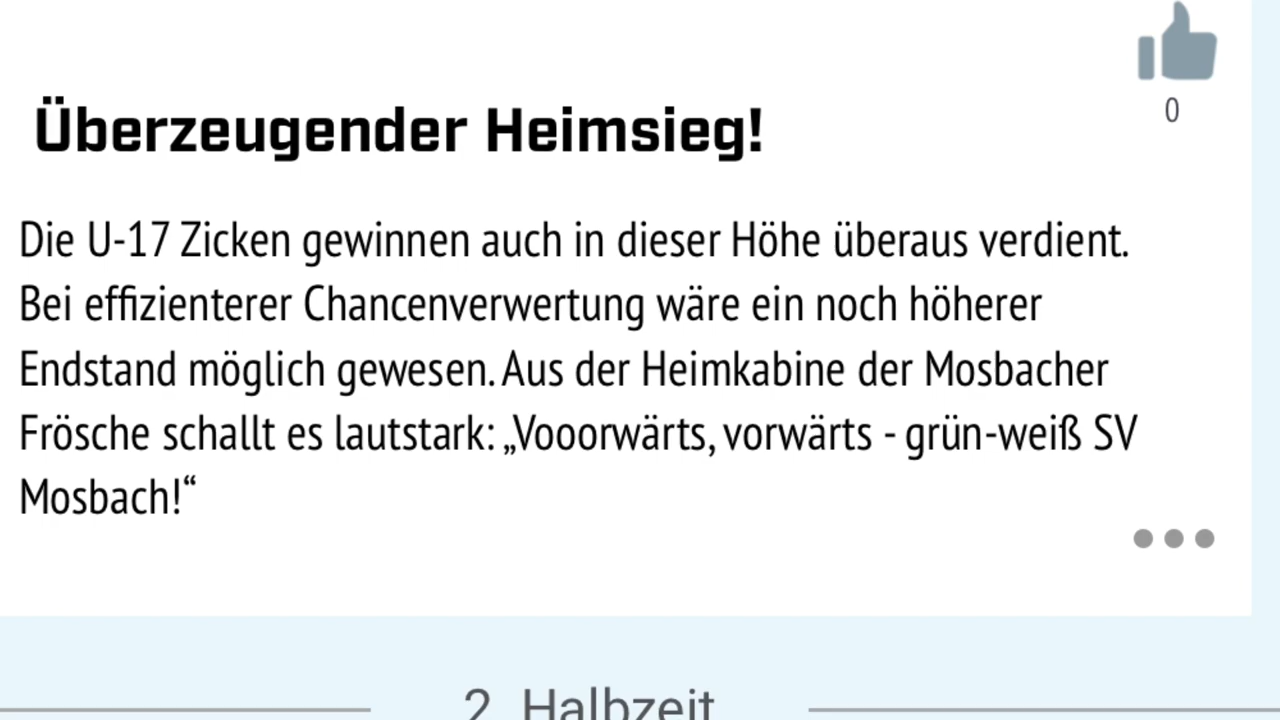 0
Überzeugender Heimsieg!
Die U-17 Zicken gewinnen auch in dieser Höhe überaus verdient.
Bei effizienterer Chancenverwertung wäre ein noch höherer
Endstand möglich gewesen. Aus der Heimkabine der Mosbacher
Frösche schallt es lautstark: „Vooorwärts, vorwärts - grün-weiß SV
Mosbach!“
2. Halbzeit